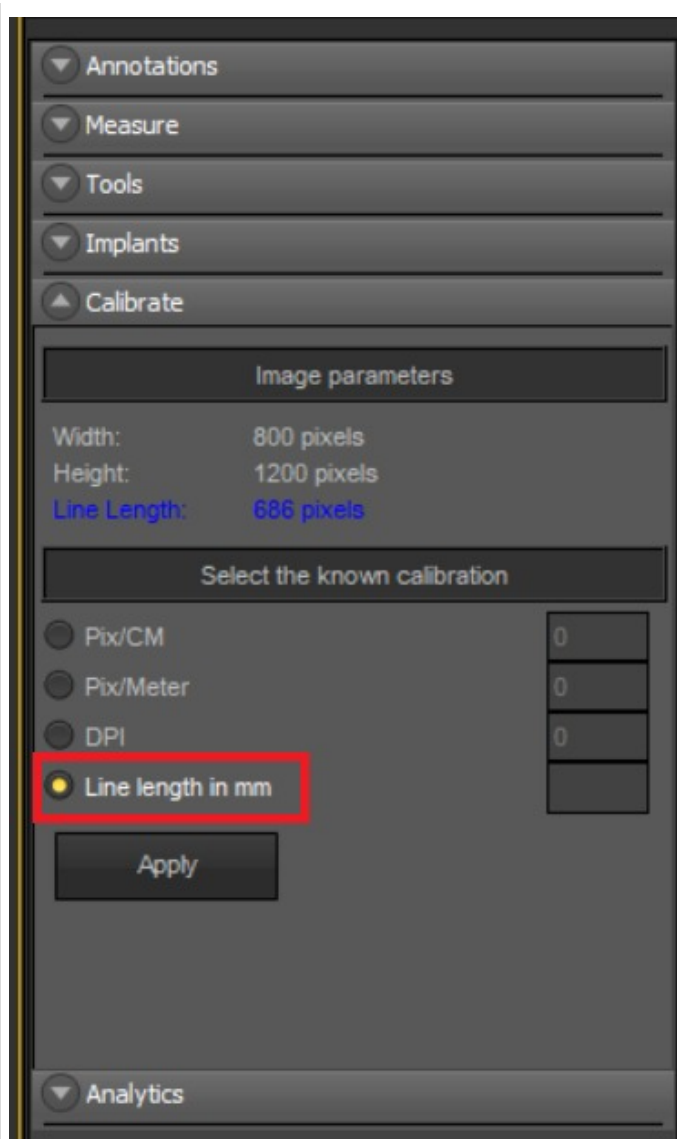 Annotations
Measure
Tools
Implants
Calibrate
Image parameters
Width: 800 pixels
Height: 1200 pixels
Line Length: 686 pixels
Select the known calibration
Pix/CM 0
Pix/Meter 0
DPI 0
Line length in mm
Apply
Analytics